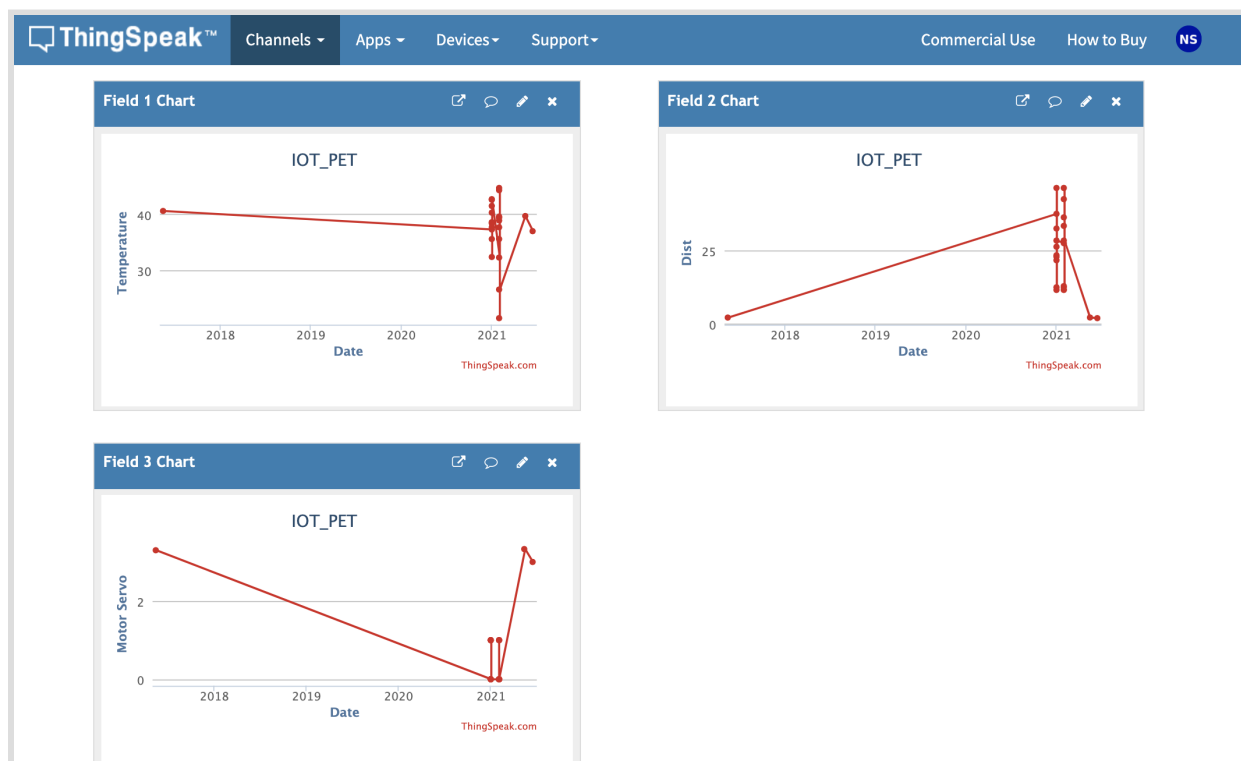 ThingSpeak™ Channels Apps Devices Support Commercial Use How to Buy NS
Field 1 Chart
IOT_PET
Temperature
40
30
2018 2019 2020 2021
Date
ThingSpeak.com
Field 2 Chart
IOT_PET
Dist
25
0
2018 2019 2020 2021
Date
ThingSpeak.com
Field 3 Chart
IOT_PET
Motor Servo
2
0
2018 2019 2020 2021
Date
ThingSpeak.com